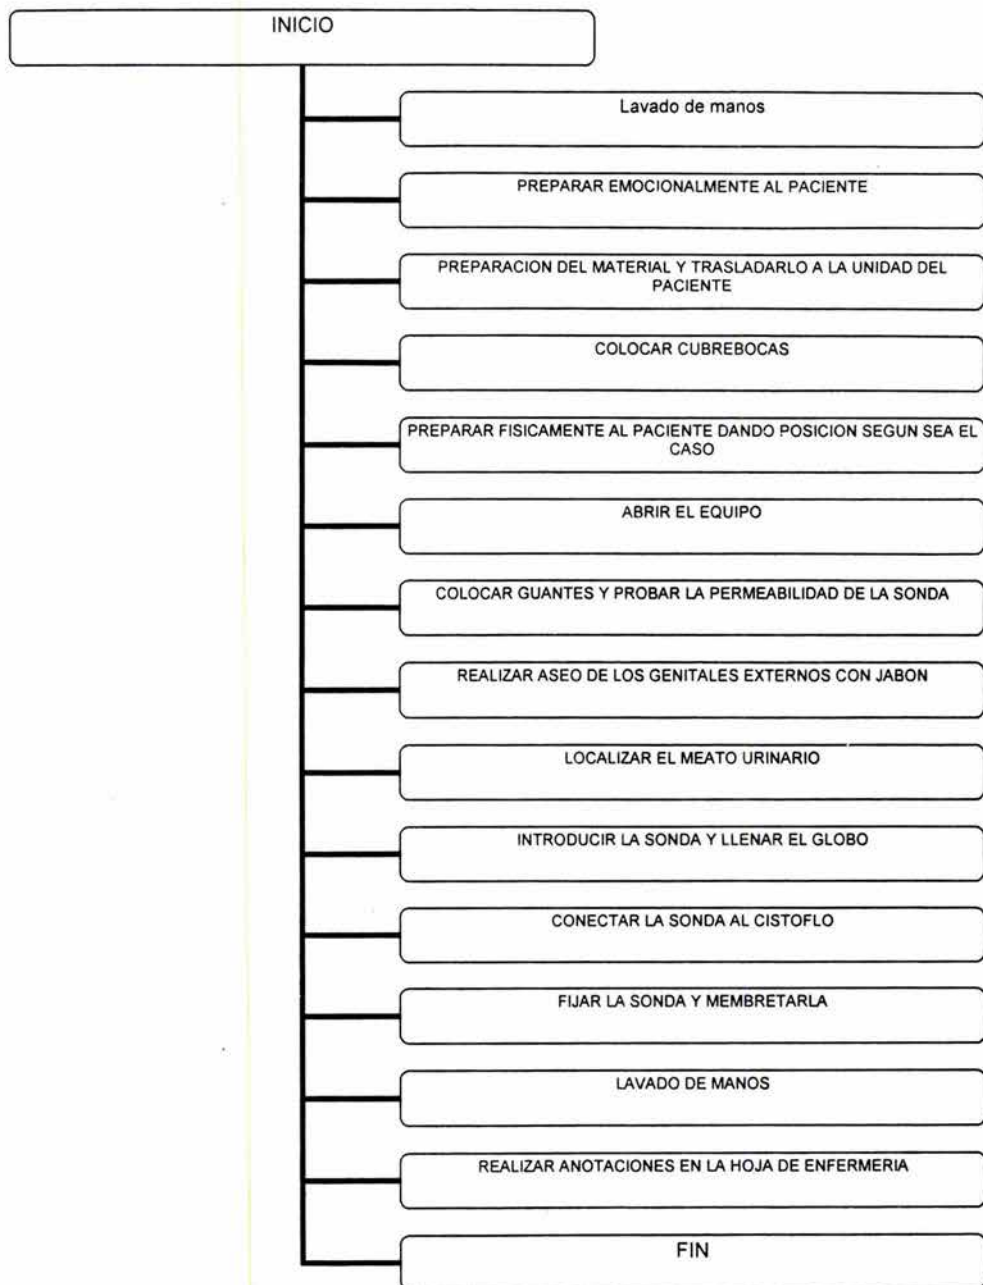 INICIO
Lavado de manos
PREPARAR EMOCIONALMENTE AL PACIENTE
PREPARACION DEL MATERIAL Y TRASLADARLO A LA UNIDAD DEL
PACIENTE
COLOCAR CUBREBOCAS
PREPARAR FISICAMENTE AL PACIENTE DANDO POSICION SEGUN SEA EL
CASO
ABRIR EL EQUIPO
COLOCAR GUANTES Y PROBAR LA PERMEABILIDAD DE LA SONDA
REALIZAR ASEO DE LOS GENITALES EXTERNOS CON JABON
LOCALIZAR EL MEATO URINARIO
INTRODUCIR LA SONDA Y LLENAR EL GLOBO
CONECTAR LA SONDA AL CISTOFLO
FIJAR LA SONDA Y MEMBRETARLA
LAVADO DE MANOS
REALIZAR ANOTACIONES EN LA HOJA DE ENFERMERIA
FIN